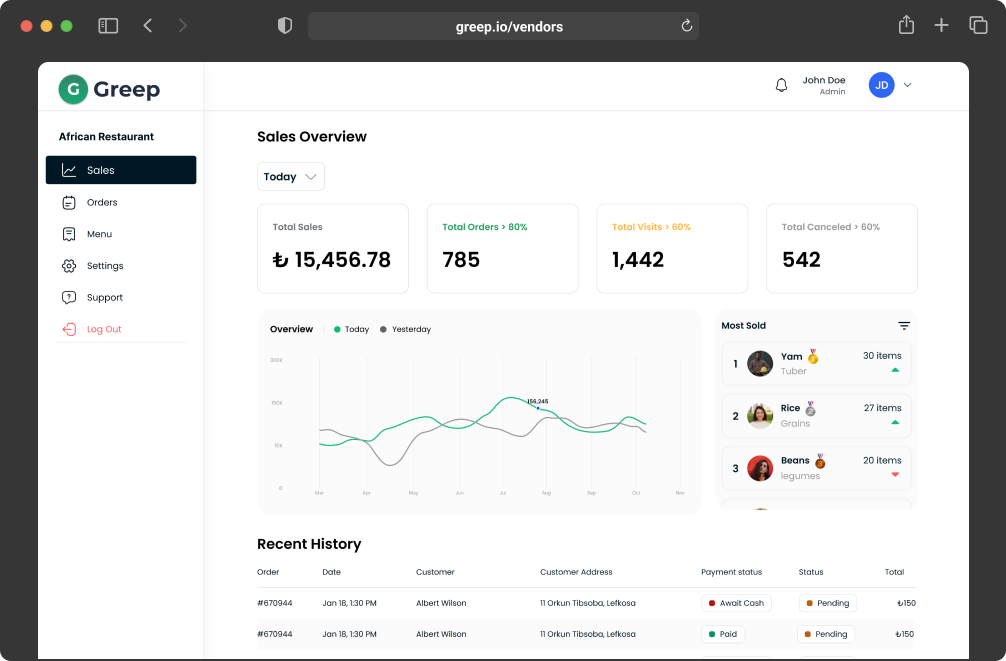 greep.io/vendors
G Greep
John Doe
Admin
JD
African Restaurant
Sales
Orders
Menu
Settings
Support
Log Out
Sales Overview
Today
Total Sales
₺ 15,456.78
Total Orders > 80%
785
Total Visits > 60%
1,442
Total Canceled > 60%
542
Overview
Today
Yesterday
300k
150k
10k
0
156,245
Mar Apr May Jun Jul Aug Sep Oct Nov
Most Sold
1 Yam 30 items
Tuber
2 Rice 27 items
Grains
3 Beans 20 items
legumes
Recent History
Order Date Customer Customer Address Payment status Status Total
#670944 Jan 18, 1:30 PM Albert Wilson 11 Orkun Tibsoba, Lefkosa Await Cash Pending ₺150
#670944 Jan 18, 1:30 PM Albert Wilson 11 Orkun Tibsoba, Lefkosa Paid Pending ₺150